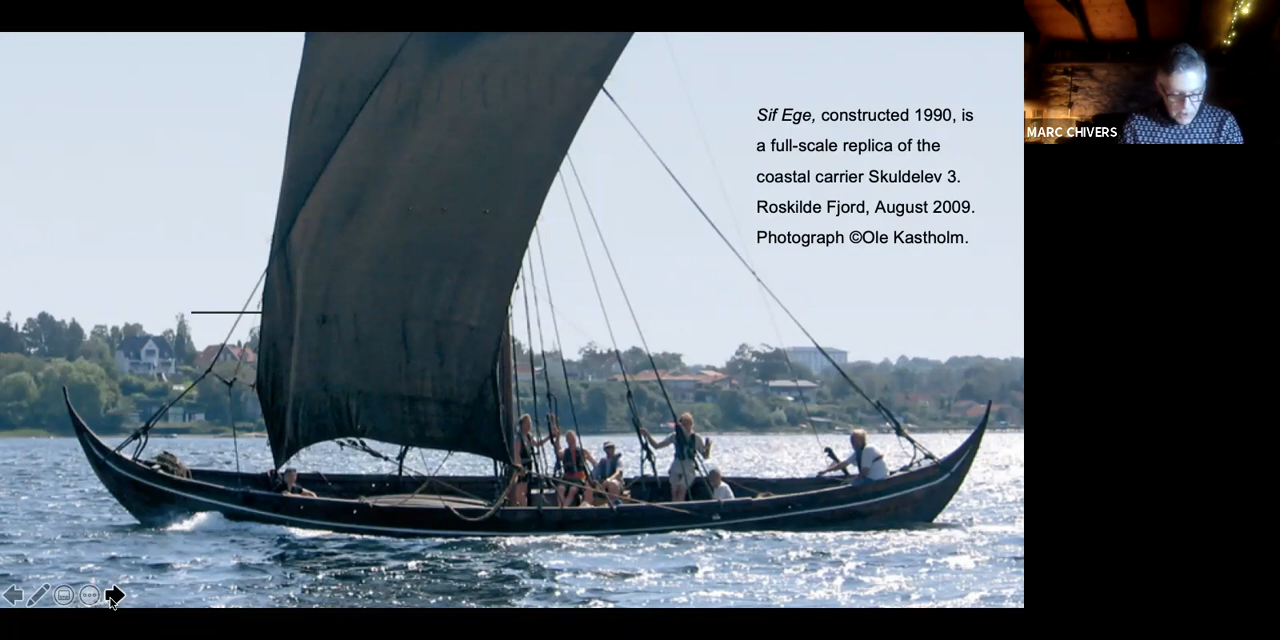 Sif Ege, constructed 1990, is
a full-scale replica of the
coastal carrier Skuldelev 3.
Roskilde Fjord, August 2009.
Photograph ©Ole Kastholm.
MARC CHIVERS